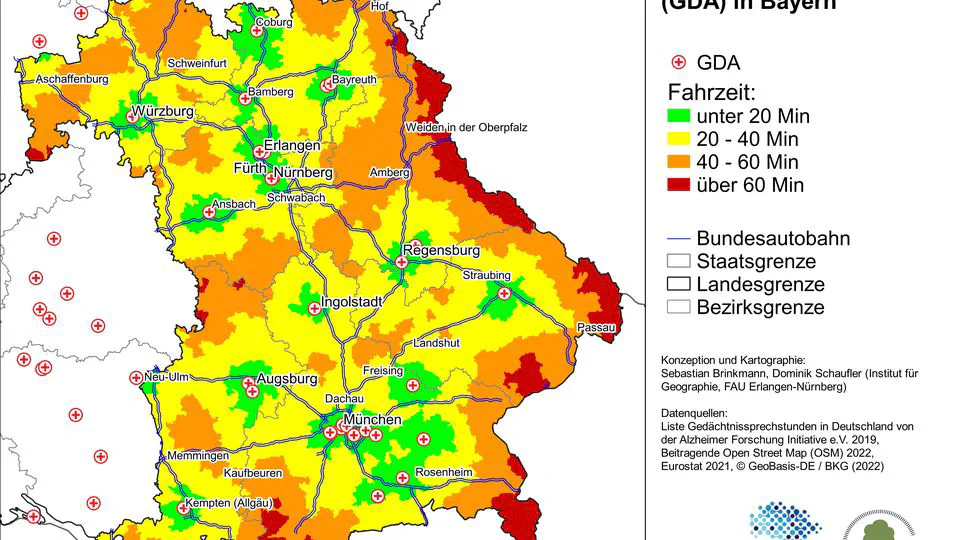 (GDA) in Bayern
GDA
Fahrzeit:
unter 20 Min
20 - 40 Min
40 - 60 Min
über 60 Min
Bundesautobahn
Staatsgrenze
Landesgrenze
Bezirksgrenze
Konzeption und Kartographie:
Sebastian Brinkmann, Dominik Schaufler (Institut für
Geographie, FAU Erlangen-Nürnberg)
Datenquellen:
Liste Gedächtnissprechstunden in Deutschland von
der Alzheimer Forschung Initiative e.V. 2019,
Beitragende Open Street Map (OSM) 2022,
Eurostat 2021, © GeoBasis-DE / BKG (2022)
Hof
Coburg
Schweinfurt
Aschaffenburg
Bayreuth
Bamberg
Würzburg
Weiden in der Oberpfalz
Erlangen
Fürth
Nürnberg
Amberg
Schwabach
Ansbach
Regensburg
Straubing
Ingolstadt
Passau
Landshut
Freising
Neu-Ulm
Augsburg
Dachau
München
Memmingen
Kaufbeuren
Rosenheim
Kempten (Allgäu)